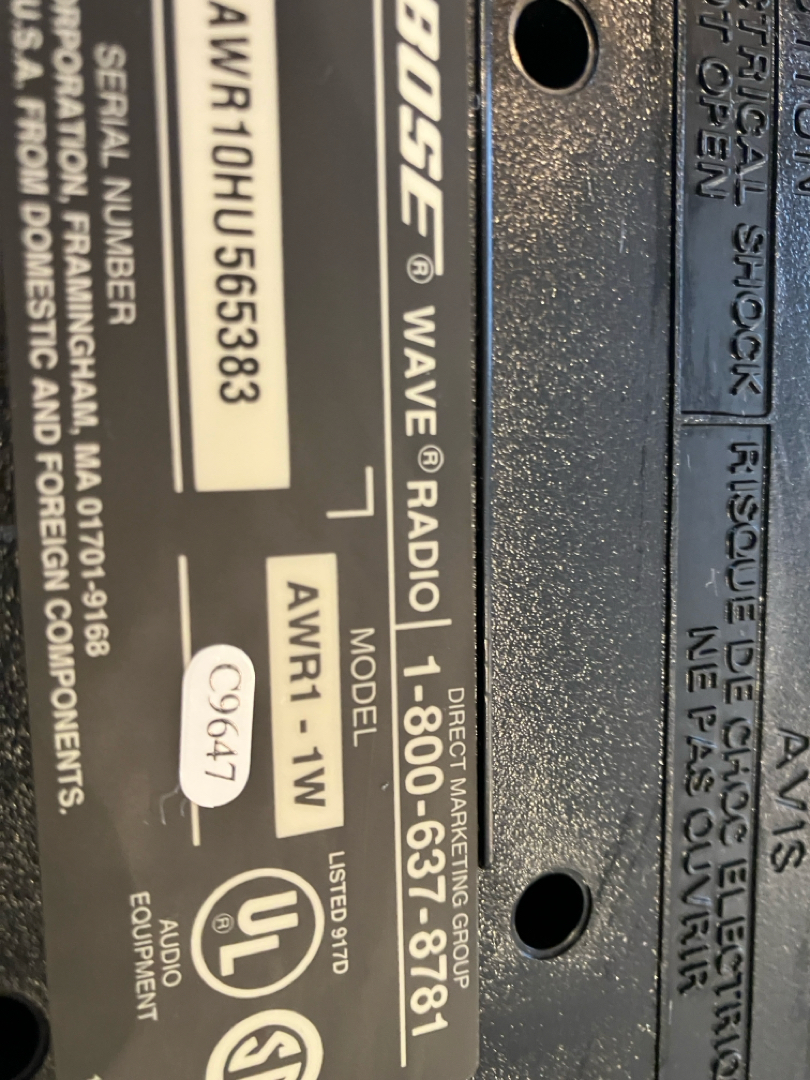 CTRICAL SHOCK
OT OPEN
AVIS
RISQUE DE CHOC ELECTRIQ
NE PAS OUVRIR
BOSE® WAVE® RADIO
DIRECT MARKETING GROUP
1-800-637-8781
AWR10HU565383
SERIAL NUMBER
MODEL
AWR1 - 1W
C9647
LISTED 917D
UL®
AUDIO
EQUIPMENT
ORPORATION, FRAMINGHAM, MA 01701-9168
U.S.A. FROM DOMESTIC AND FOREIGN COMPONENTS.